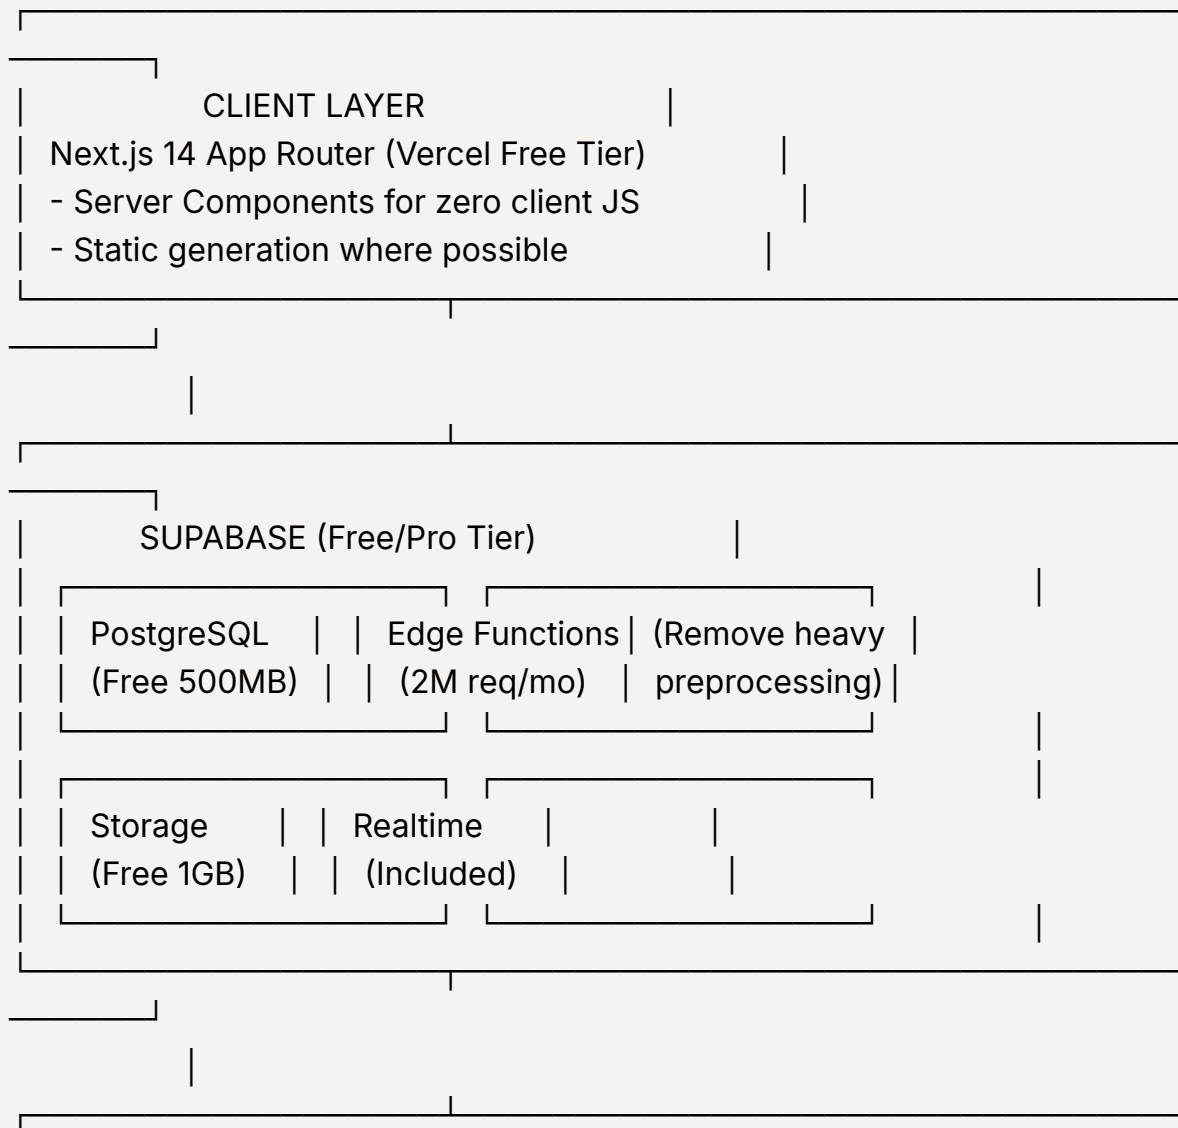 CLIENT LAYER
Next.js 14 App Router (Vercel Free Tier)
- Server Components for zero client JS
- Static generation where possible
SUPABASE (Free/Pro Tier)
PostgreSQL Edge Functions (Remove heavy
(Free 500MB) (2M req/mo) preprocessing)
Storage Realtime
(Free 1GB) (Included)